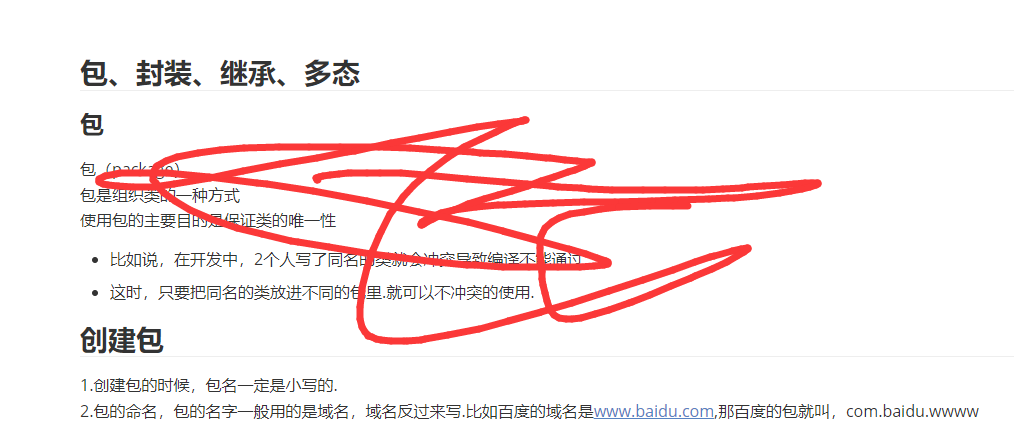 包、封装、继承、多态
包
包（package）
包是组织类的一种方式
使用包的主要目的是保证类的唯一性
比如说，在开发中，2个人写了同名的类就会冲突导致编译不能通过
这时，只要把同名的类放进不同的包里.就可以不冲突的使用.
创建包
1.创建包的时候，包名一定是小写的.
2.包的命名，包的名字一般用的是域名，域名反过来写.比如百度的域名是www.baidu.com,那百度的包就叫，com.baidu.wwww